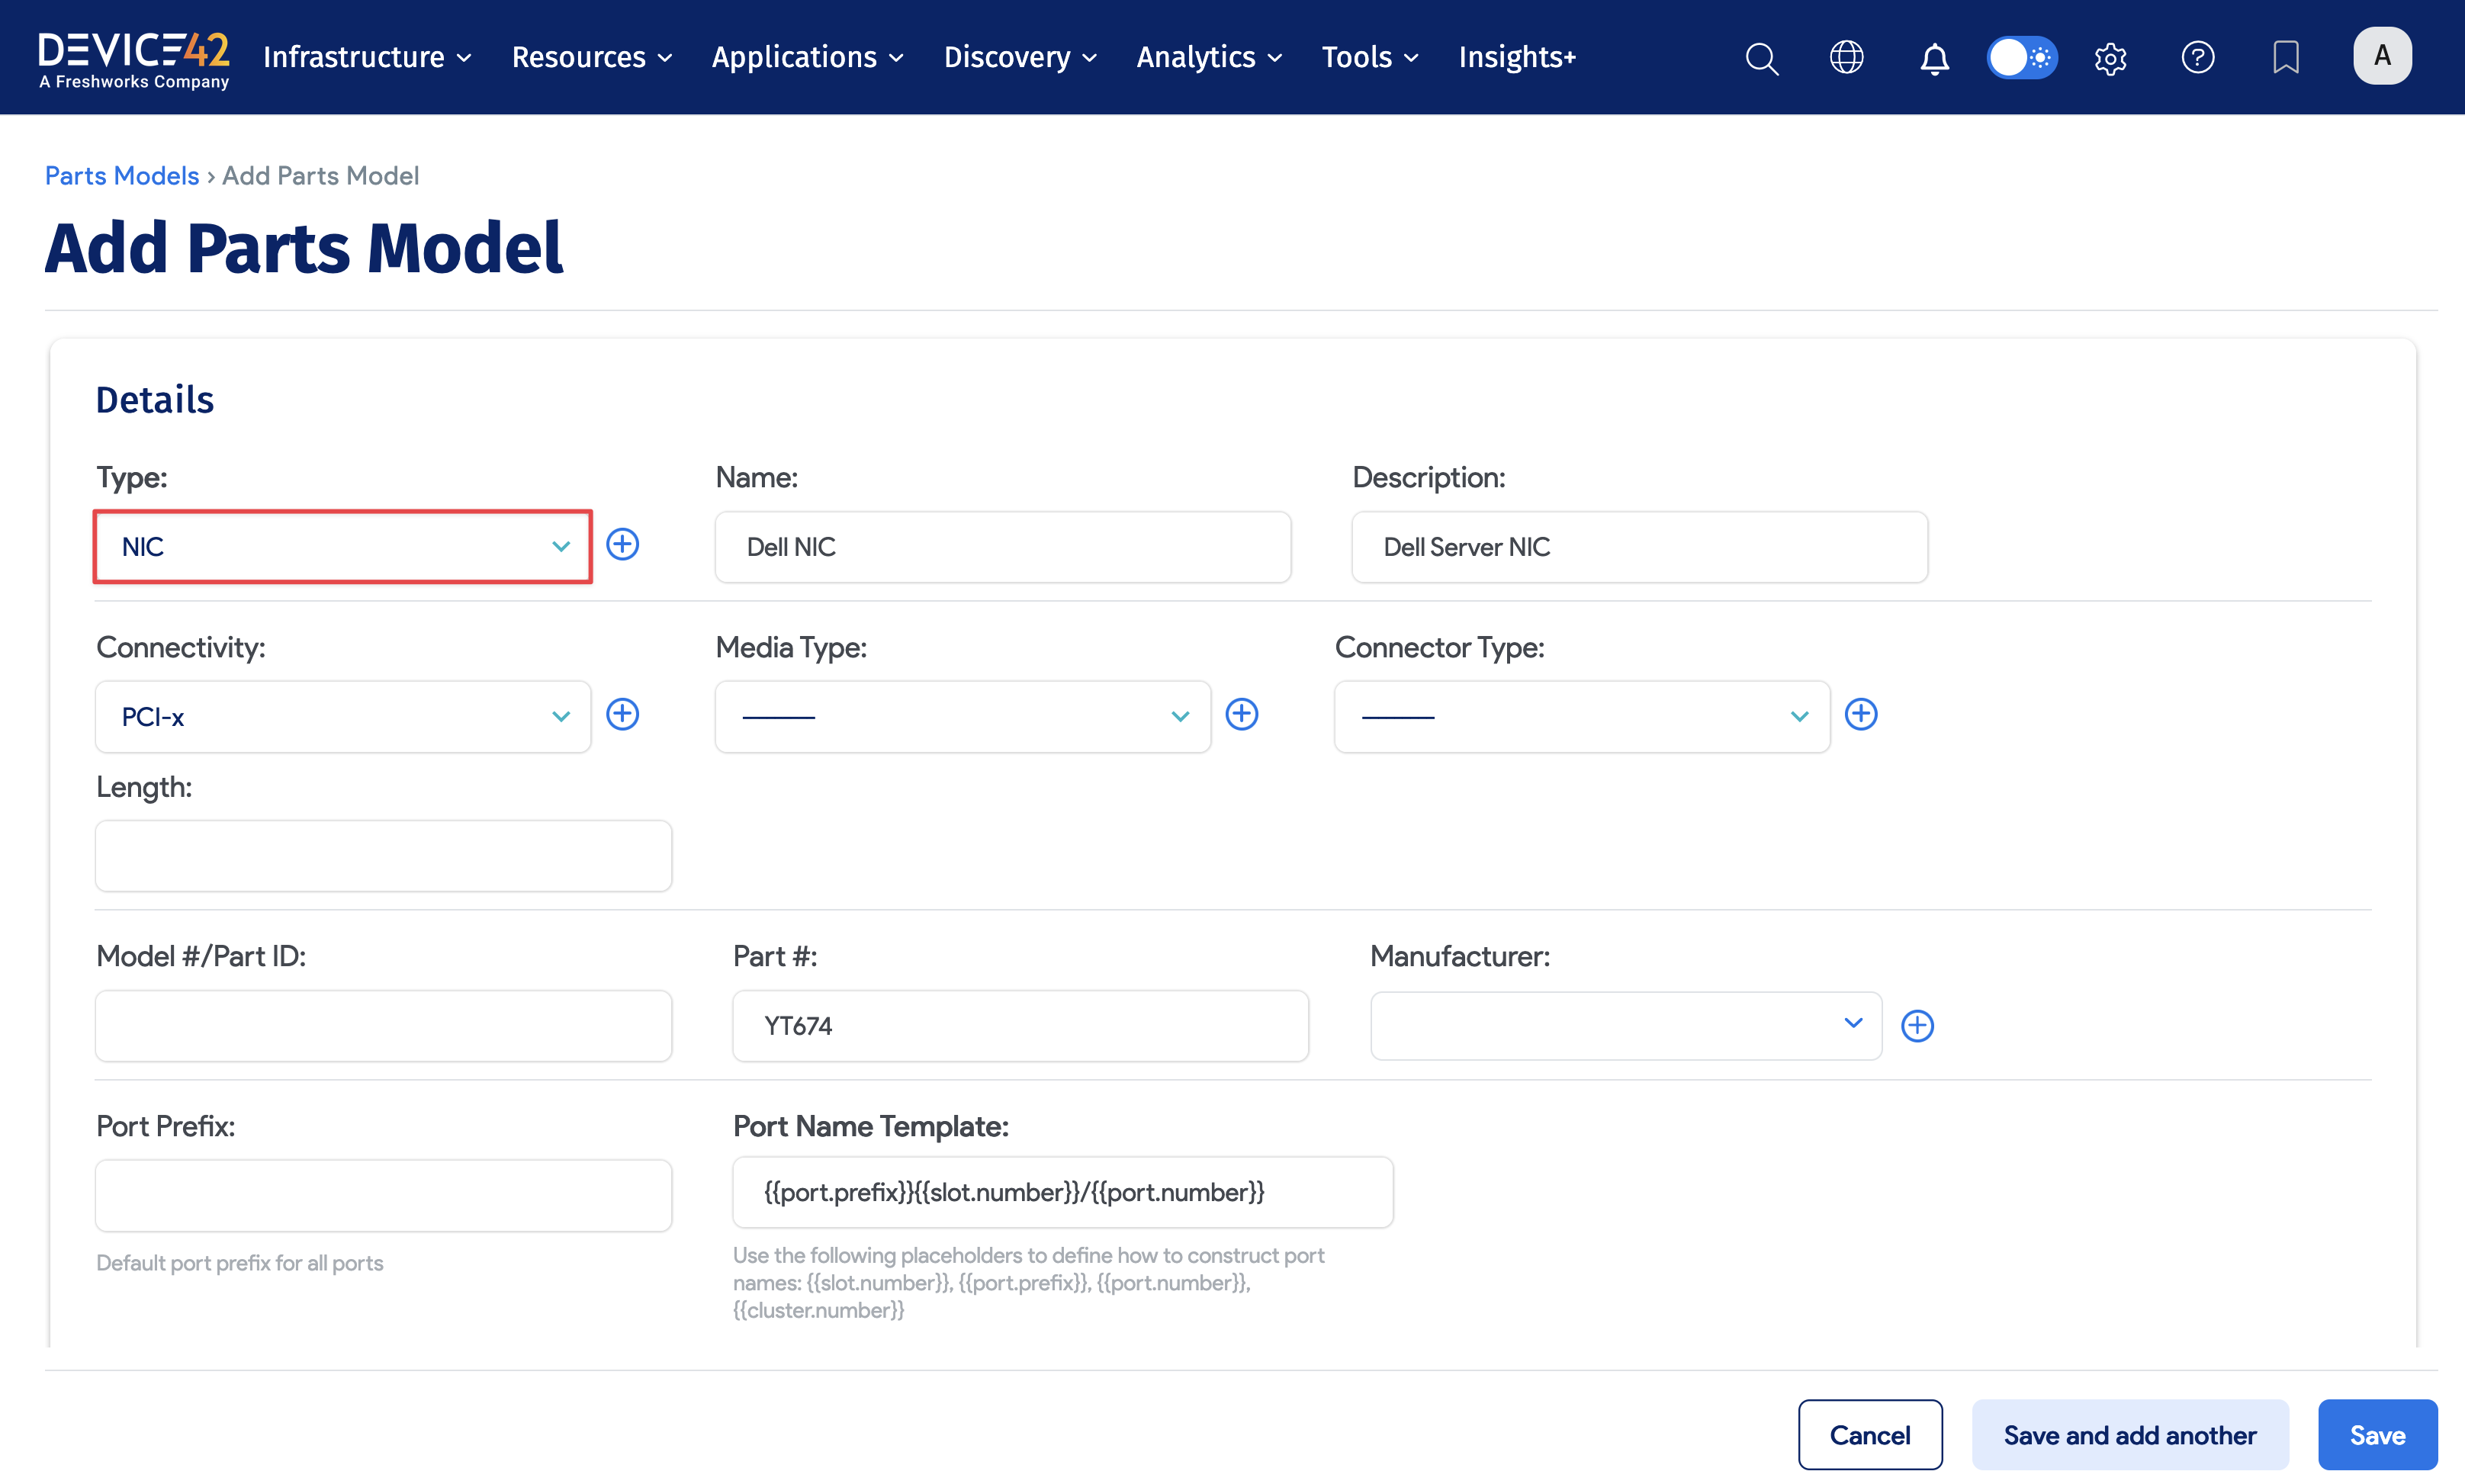 DEVICE42
A Freshworks Company
Infrastructure Resources Applications Discovery Analytics Tools Insights+
A
Parts Models › Add Parts Model
Add Parts Model
Details
Type: Name: Description:
NIC Dell NIC Dell Server NIC
Connectivity: Media Type: Connector Type:
PCI-x
Length:
Model #/Part ID: Part #: Manufacturer:
YT674
Port Prefix: Port Name Template:
{{port.prefix}}{{slot.number}}/{{port.number}}
Default port prefix for all ports
Use the following placeholders to define how to construct port
names: {{slot.number}}, {{port.prefix}}, {{port.number}},
{{cluster.number}}
Cancel Save and add another Save